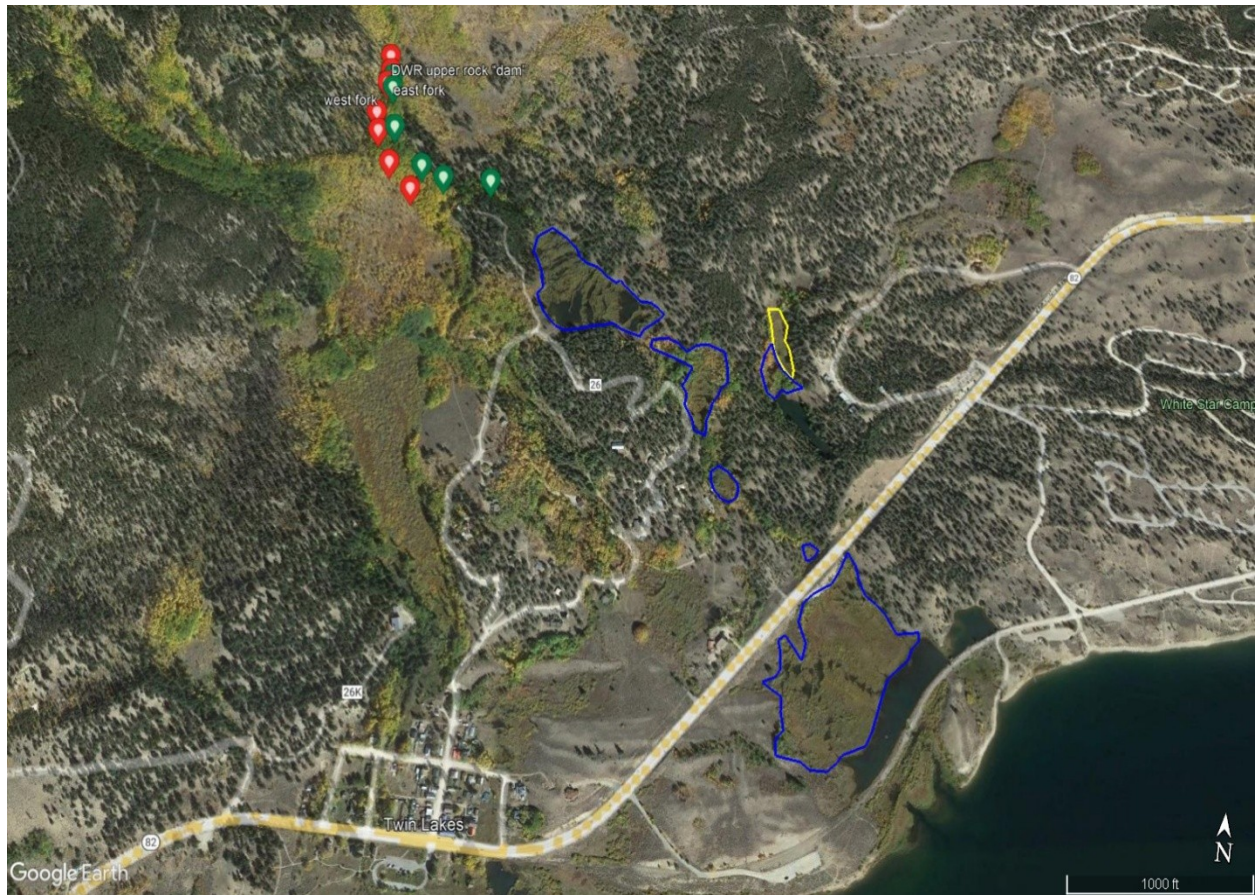 DWR upper rock "dam"
east fork
west fork
82
26
White Star Camp
26K
Twin Lakes
82
Google Earth
N
1000 ft